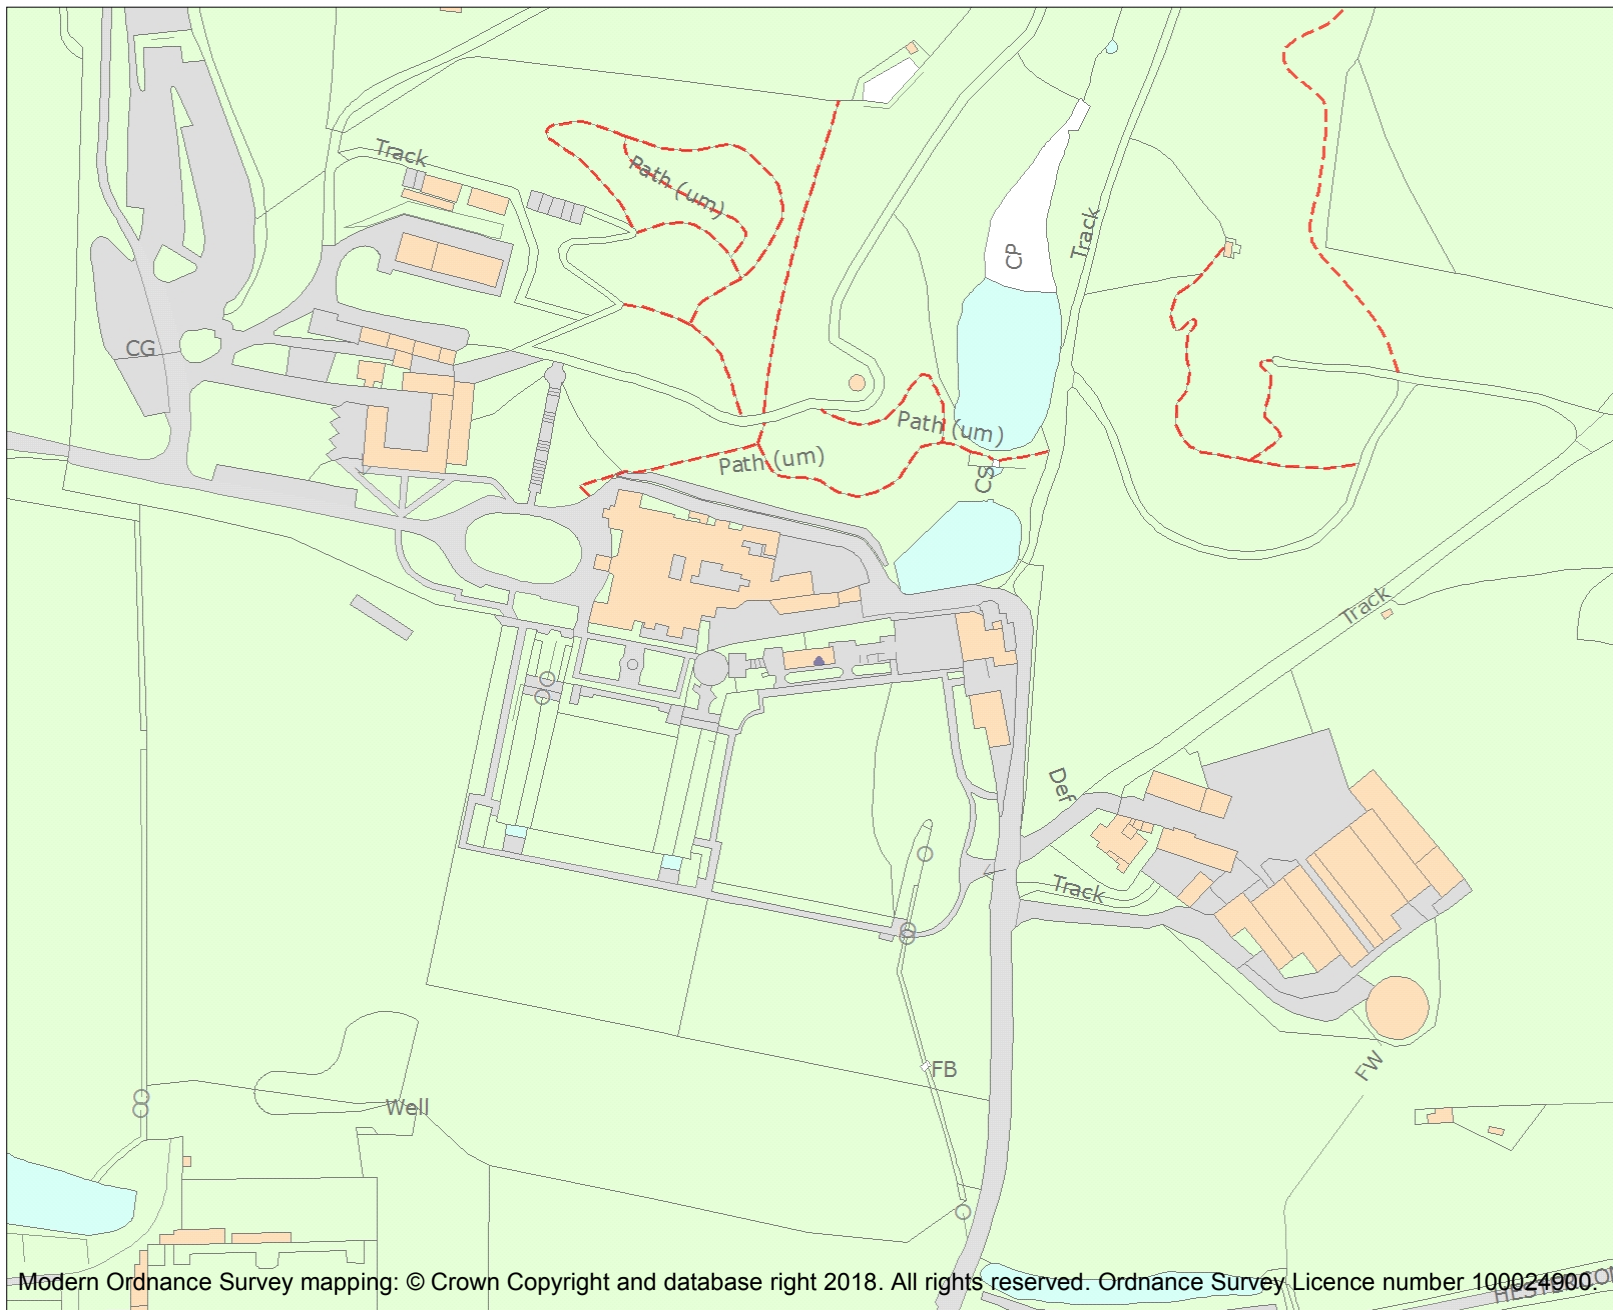 Track
Path (um)
CP
Track
CG
Path (um)
Path (um)
CS
Track
Def
Track
FB
FW
Well
Modern Ordnance Survey mapping: © Crown Copyright and database right 2018. All rights reserved. Ordnance Survey Licence number 100024900.